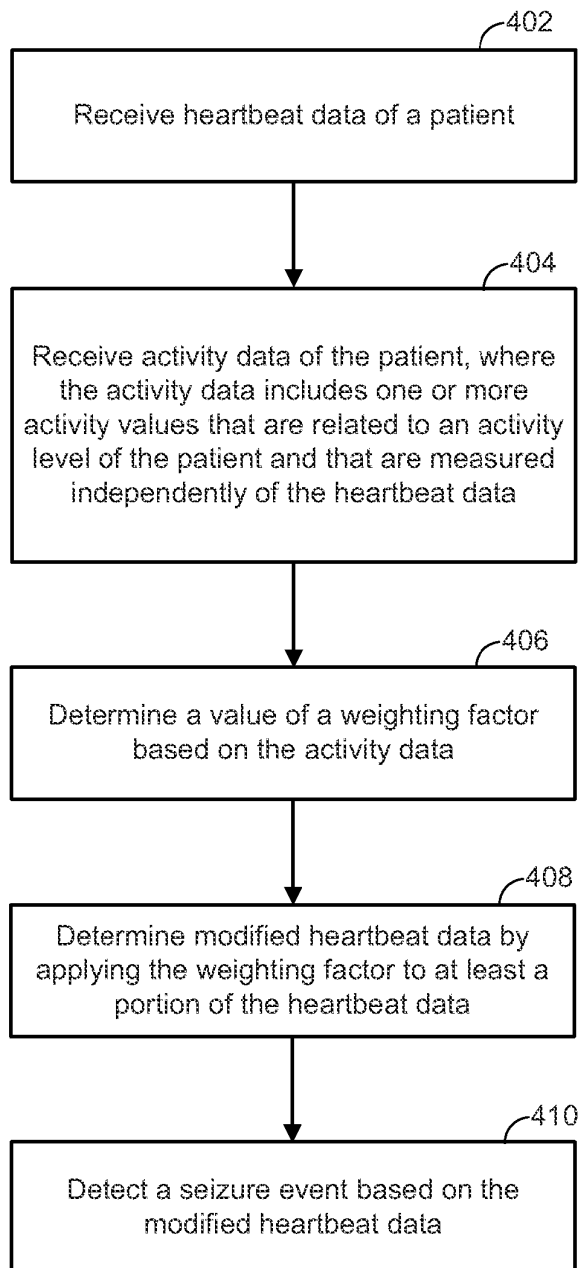 402
Receive heartbeat data of a patient
404
Receive activity data of the patient, where
the activity data includes one or more
activity values that are related to an activity
level of the patient and that are measured
independently of the heartbeat data
406
Determine a value of a weighting factor
based on the activity data
408
Determine modified heartbeat data by
applying the weighting factor to at least a
portion of the heartbeat data
410
Detect a seizure event based on the
modified heartbeat data